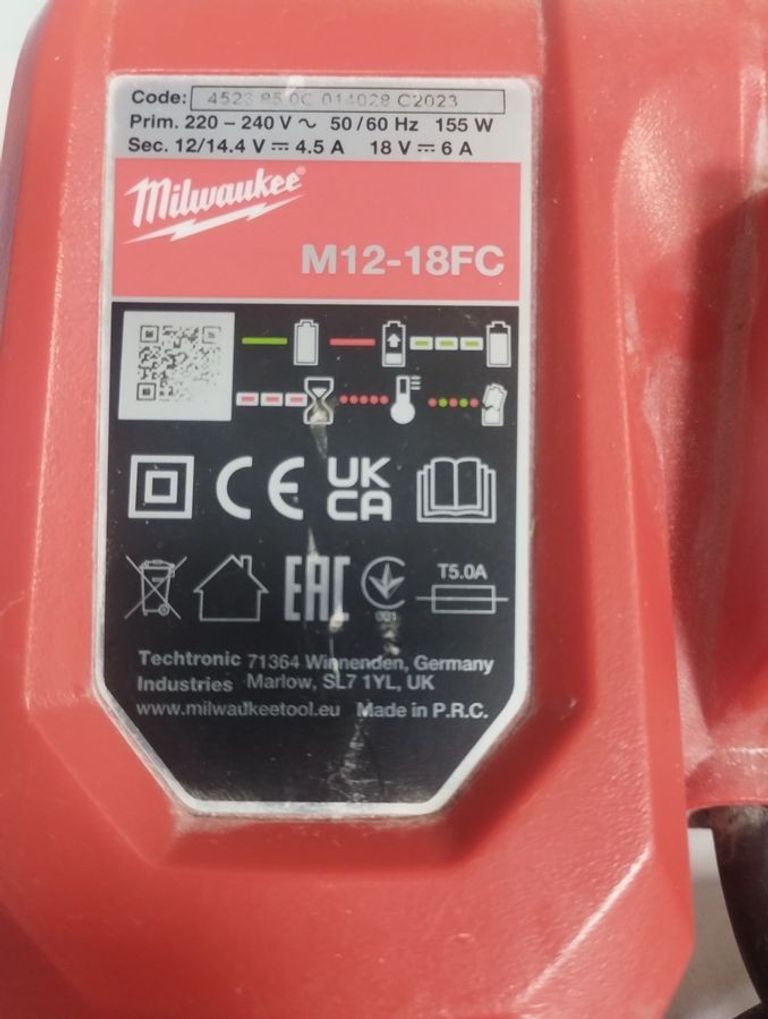 Code: 4523 85 0C 014028 C2023
Prim. 220 – 240 V ∿ 50/60 Hz 155 W
Sec. 12/14.4 V ⎓ 4.5 A 18 V ⎓ 6 A
Milwaukee®
M12-18FC
CE UK CA
EAC 001 T5.0A
Techtronic 71364 Winnenden, Germany
Industries Marlow, SL7 1YL, UK
www.milwaukeetool.eu Made in P.R.C.